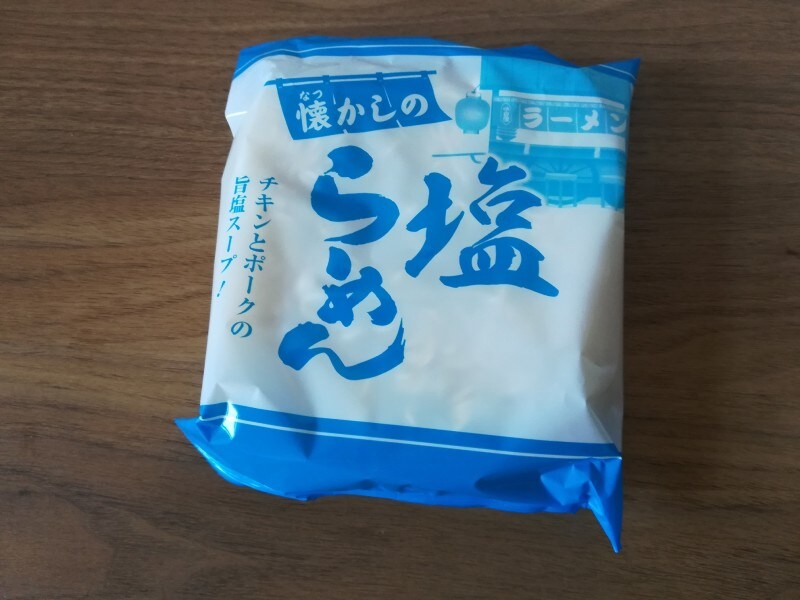 懐かしの
なつ
ラーメン
塩
らーめん
チキンとポークの
旨塩スープ!